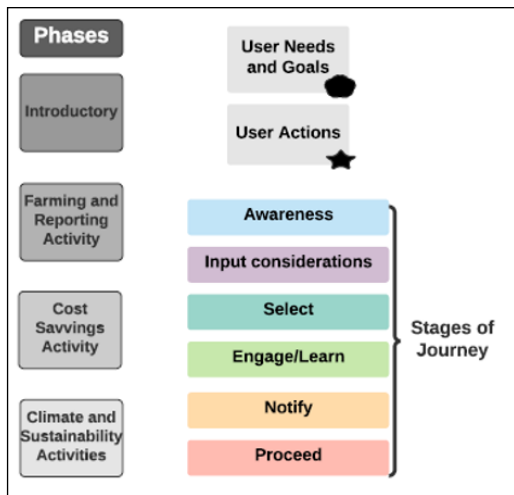 Phases
Introductory
Farming and
Reporting
Activity
Cost
Savvings
Activity
Climate and
Sustainability
Activities
User Needs
and Goals
User Actions
Awareness
Input considerations
Select
Engage/Learn
Notify
Proceed
Stages of
Journey